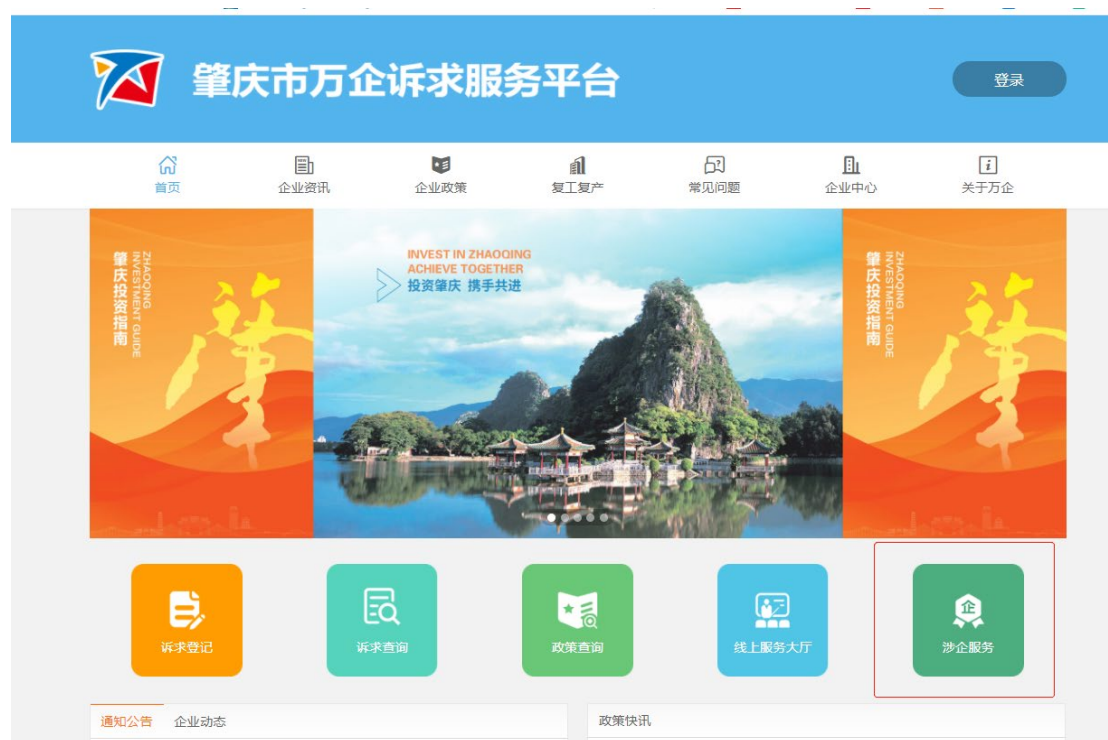 肇庆市万企诉求服务平台
登录
首页
企业资讯
企业政策
复工复产
常见问题
企业中心
关于万企
肇庆投资指南
ZHAOQING
INVESTMENT GUIDE
肇
INVEST IN ZHAOQING
ACHIEVE TOGETHER
投资肇庆 携手共进
肇庆投资指南
ZHAOQING
INVESTMENT GUIDE
肇
诉求登记
诉求查询
政策查询
线上服务大厅
企
涉企服务
通知公告
企业动态
政策快讯